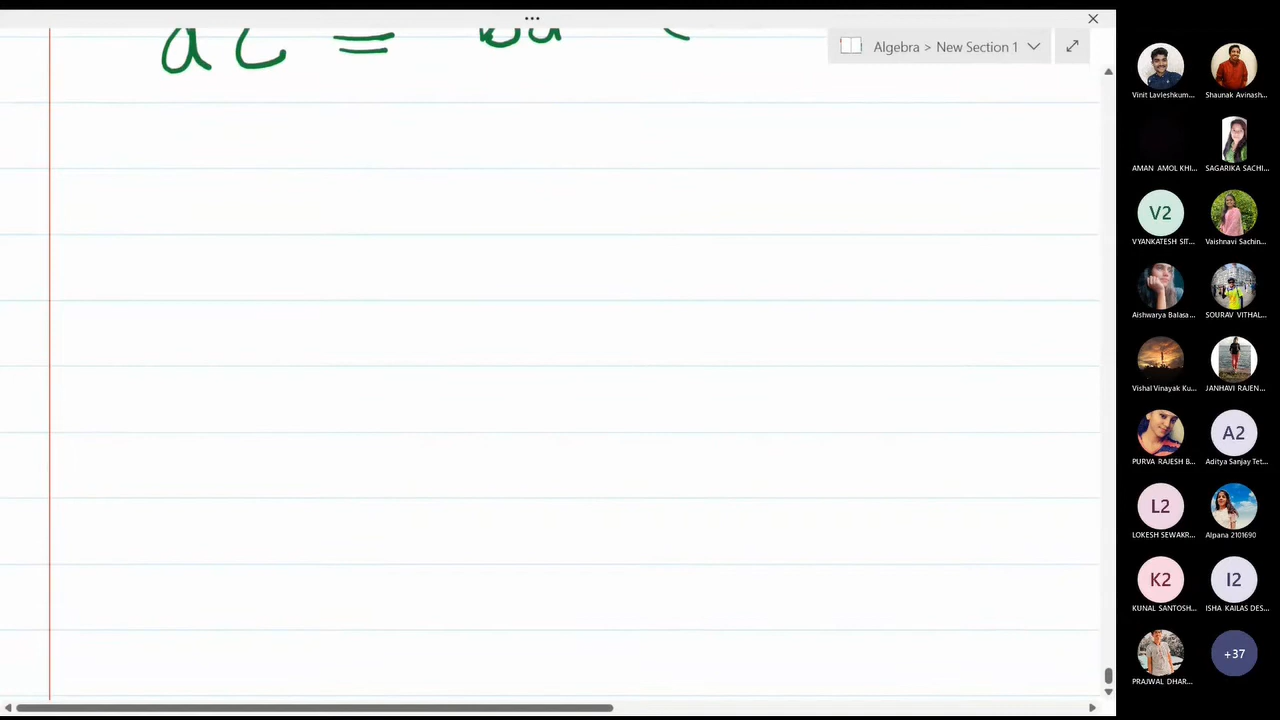 Algebra > New Section 1
Vinit Lavleshkum...
Shaunak Avinash...
AMAN AMOL KHI...
SAGARIKA SACHI...
V2
VYANKATESH SIT...
Vaishnavi Sachin...
Aishwarya Balasa...
SOURAV VITHAL...
Vishal Vinayak Ku...
JANHAVI RAJEN...
PURVA RAJESH B...
A2
Aditya Sanjay Tet...
L2
LOKESH SEWAKR...
Alpana 2101690
K2
KUNAL SANTOSH...
I2
ISHA KAILAS DES...
PRAJWAL DHAR...
+37